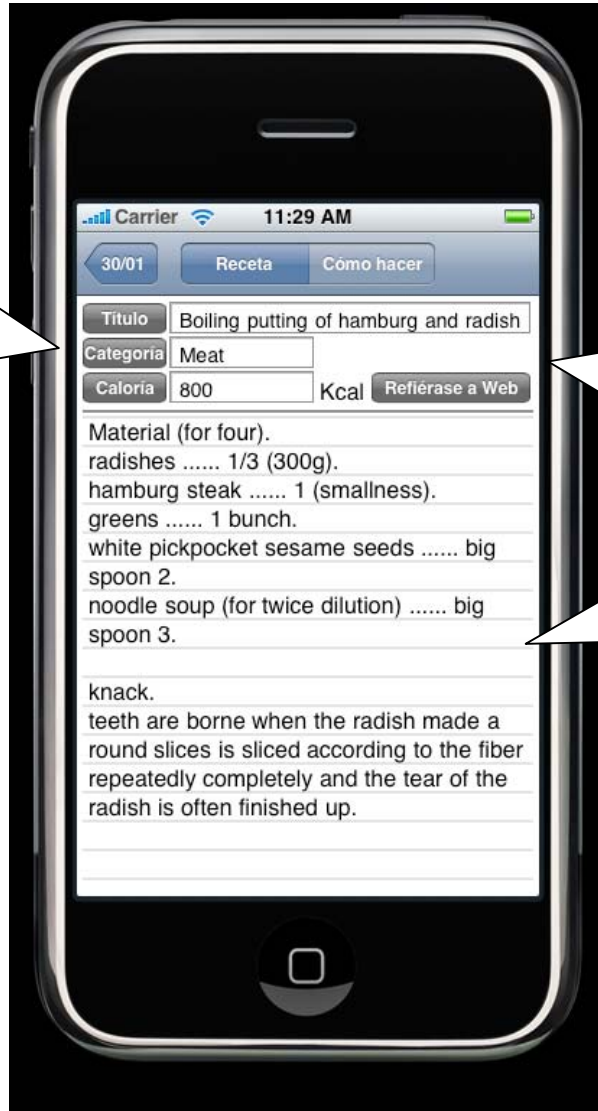 Carrier 11:29 AM
30/01 Receta Cómo hacer
Título Boiling putting of hamburg and radish
Categoría Meat
Caloría 800 Kcal Refiérase a Web
Material (for four).
radishes ...... 1/3 (300g).
hamburg steak ...... 1 (smallness).
greens ...... 1 bunch.
white pickpocket sesame seeds ...... big
spoon 2.
noodle soup (for twice dilution) ...... big
spoon 3.
knack.
teeth are borne when the radish made a
round slices is sliced according to the fiber
repeatedly completely and the tear of the
radish is often finished up.